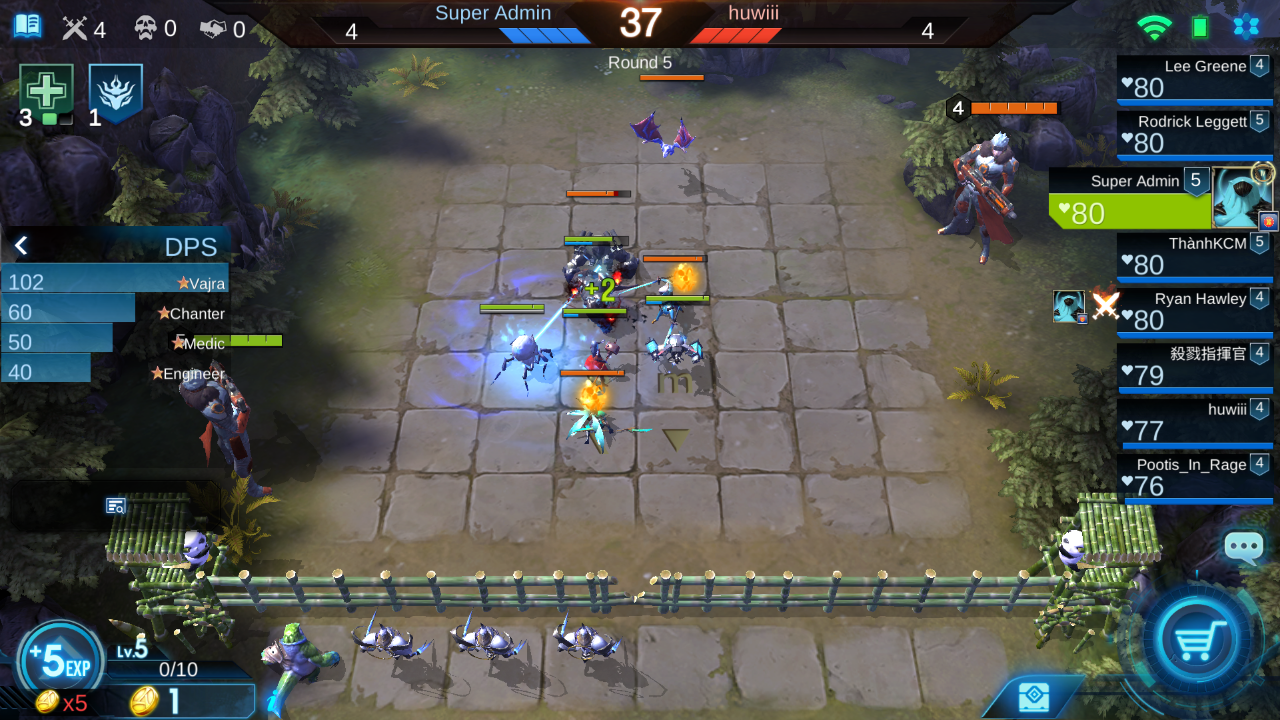 4
0
0
4
Super Admin
37
huwiii
4
Round 5
3
1
4
DPS
102
Vajra
60
Chanter
50
Medic
40
Engineer
+2
Lee Greene 4
80
Rodrick Leggett 5
80
Super Admin 5
80
ThànhKCM 5
80
Ryan Hawley 4
80
殺戮指揮官 4
79
huwiii 4
77
Pootis_In_Rage 4
76
+5EXP
x5
Lv.5
0/10
1